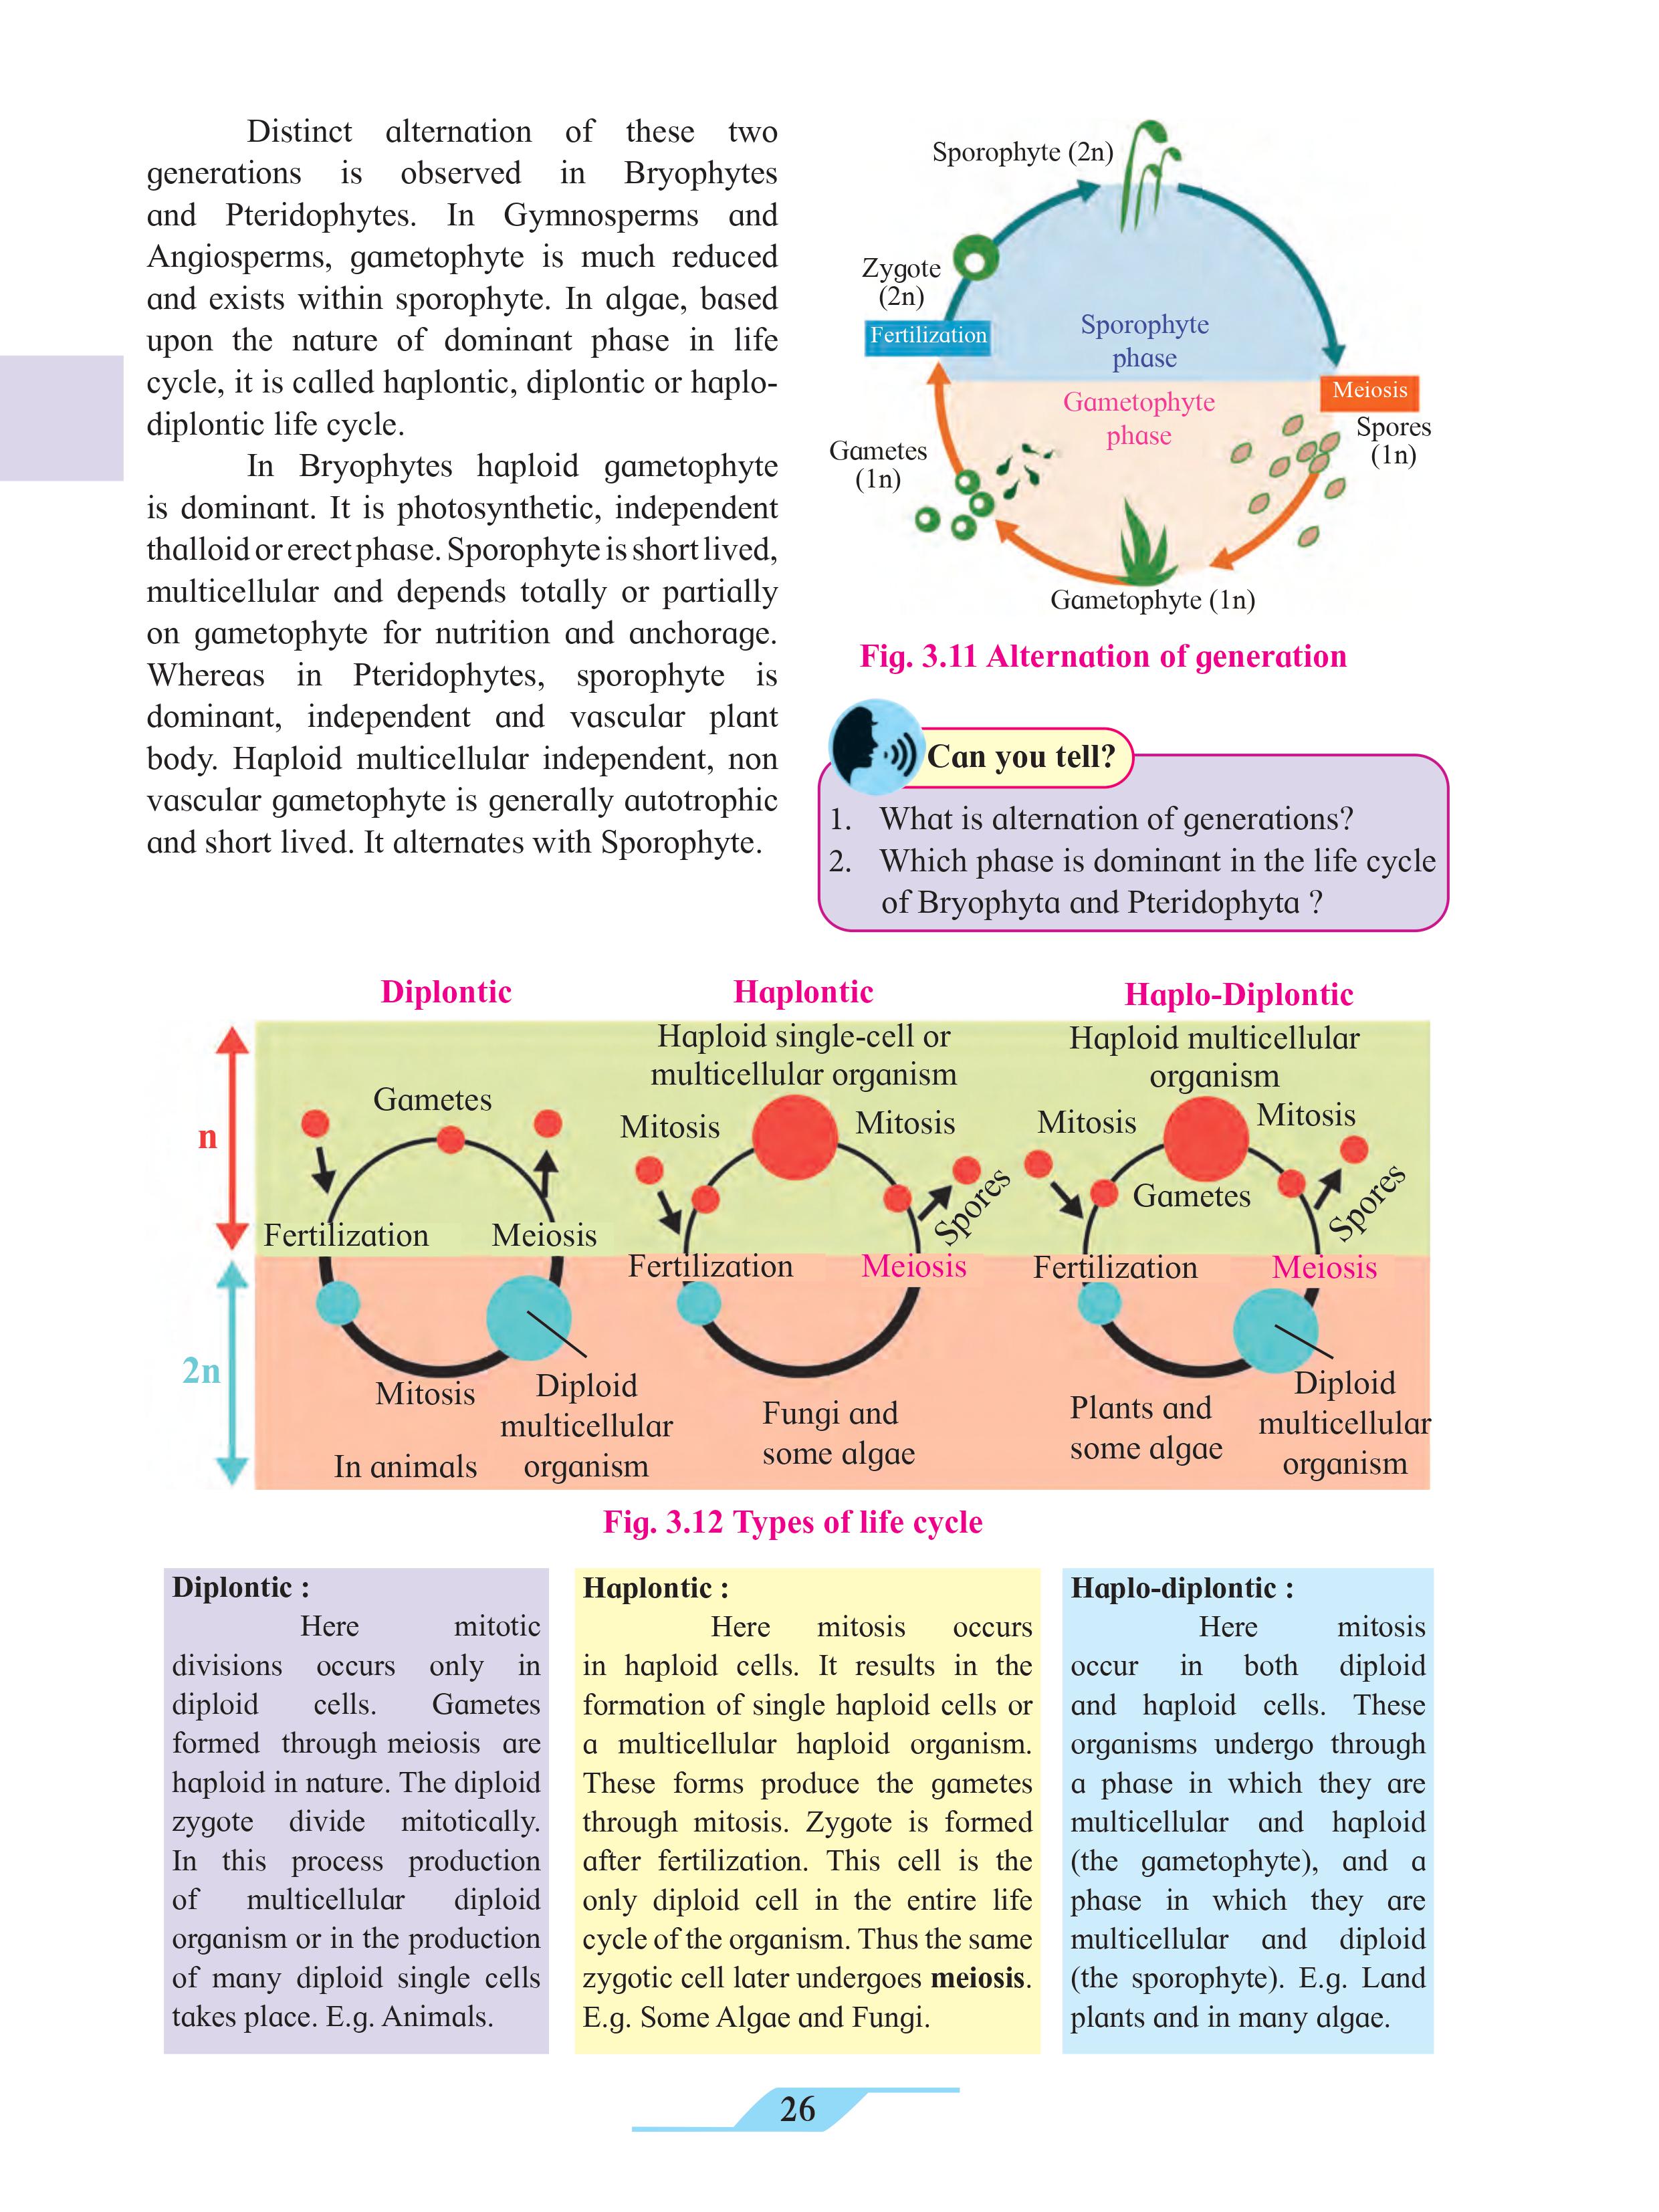 Distinct alternation of these two
generations is observed in Bryophytes
and Pteridophytes. In Gymnosperms and
Angiosperms, gametophyte is much reduced
and exists within sporophyte. In algae, based
upon the nature of dominant phase in life
cycle, it is called haplontic, diplontic or haplo-
diplontic life cycle.
In Bryophytes haploid gametophyte
is dominant. It is photosynthetic, independent
thalloid or erect phase. Sporophyte is short lived,
multicellular and depends totally or partially
on gametophyte for nutrition and anchorage.
Whereas in Pteridophytes, sporophyte is
dominant, independent and vascular plant
body. Haploid multicellular independent, non
vascular gametophyte is generally autotrophic
and short lived. It alternates with Sporophyte.
Sporophyte (2n)
Zygote
(2n)
Fertilization
Sporophyte
phase
Meiosis
Gametophyte
phase
Spores
(1n)
Gametes
(1n)
Gametophyte (1n)
Fig. 3.11 Alternation of generation
Can you tell?
1. What is alternation of generations?
2. Which phase is dominant in the life cycle
of Bryophyta and Pteridophyta ?
Diplontic
n
2n
Gametes
Fertilization
Meiosis
Mitosis
Diploid
multicellular
organism
In animals
Haplontic
Haploid single-cell or
multicellular organism
Mitosis
Mitosis
Spores
Fertilization
Meiosis
Fungi and
some algae
Haplo-Diplontic
Haploid multicellular
organism
Mitosis
Mitosis
Gametes
Spores
Fertilization
Meiosis
Plants and
some algae
Diploid
multicellular
organism
Fig. 3.12 Types of life cycle
Diplontic :
Here mitotic
divisions occurs only in
diploid cells. Gametes
formed through meiosis are
haploid in nature. The diploid
zygote divide mitotically.
In this process production
of multicellular diploid
organism or in the production
of many diploid single cells
takes place. E.g. Animals.
Haplontic :
Here mitosis occurs
in haploid cells. It results in the
formation of single haploid cells or
a multicellular haploid organism.
These forms produce the gametes
through mitosis. Zygote is formed
after fertilization. This cell is the
only diploid cell in the entire life
cycle of the organism. Thus the same
zygotic cell later undergoes meiosis.
E.g. Some Algae and Fungi.
Haplo-diplontic :
Here mitosis
occur in both diploid
and haploid cells. These
organisms undergo through
a phase in which they are
multicellular and haploid
(the gametophyte), and a
phase in which they are
multicellular and diploid
(the sporophyte). E.g. Land
plants and in many algae.
26